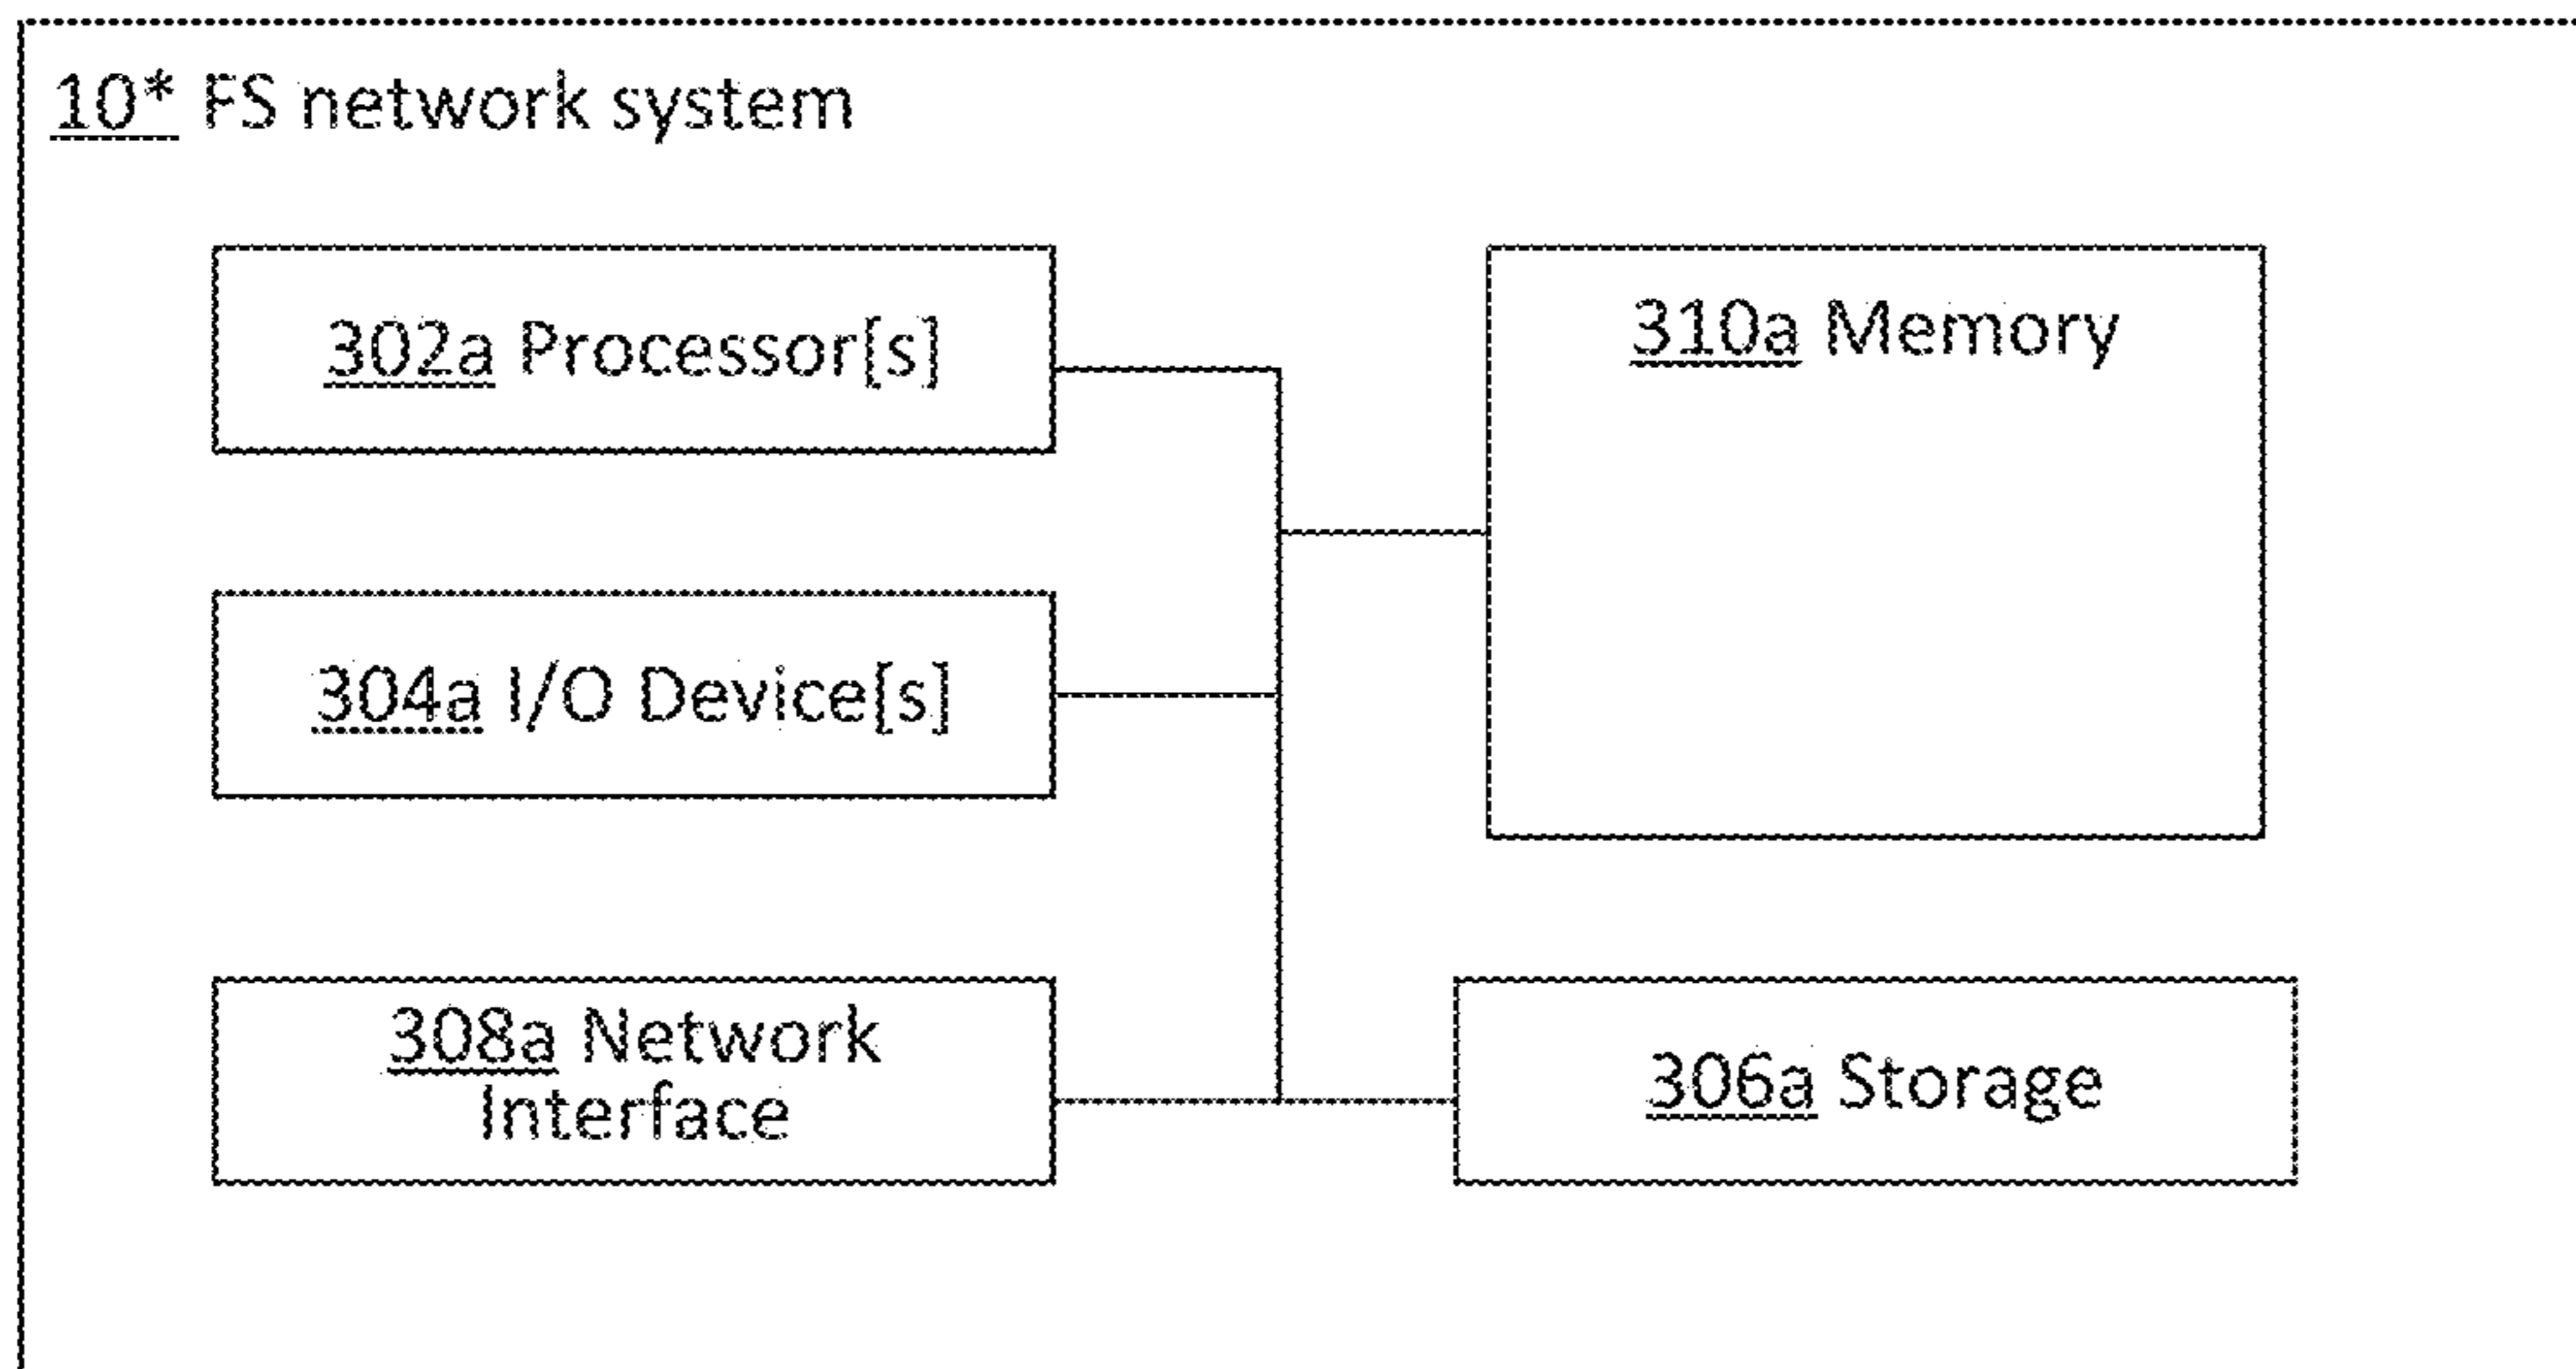 10* FS network system
302a Processor[s]
310a Memory
304a I/O Device[s]
308a Network
Interface
306a Storage